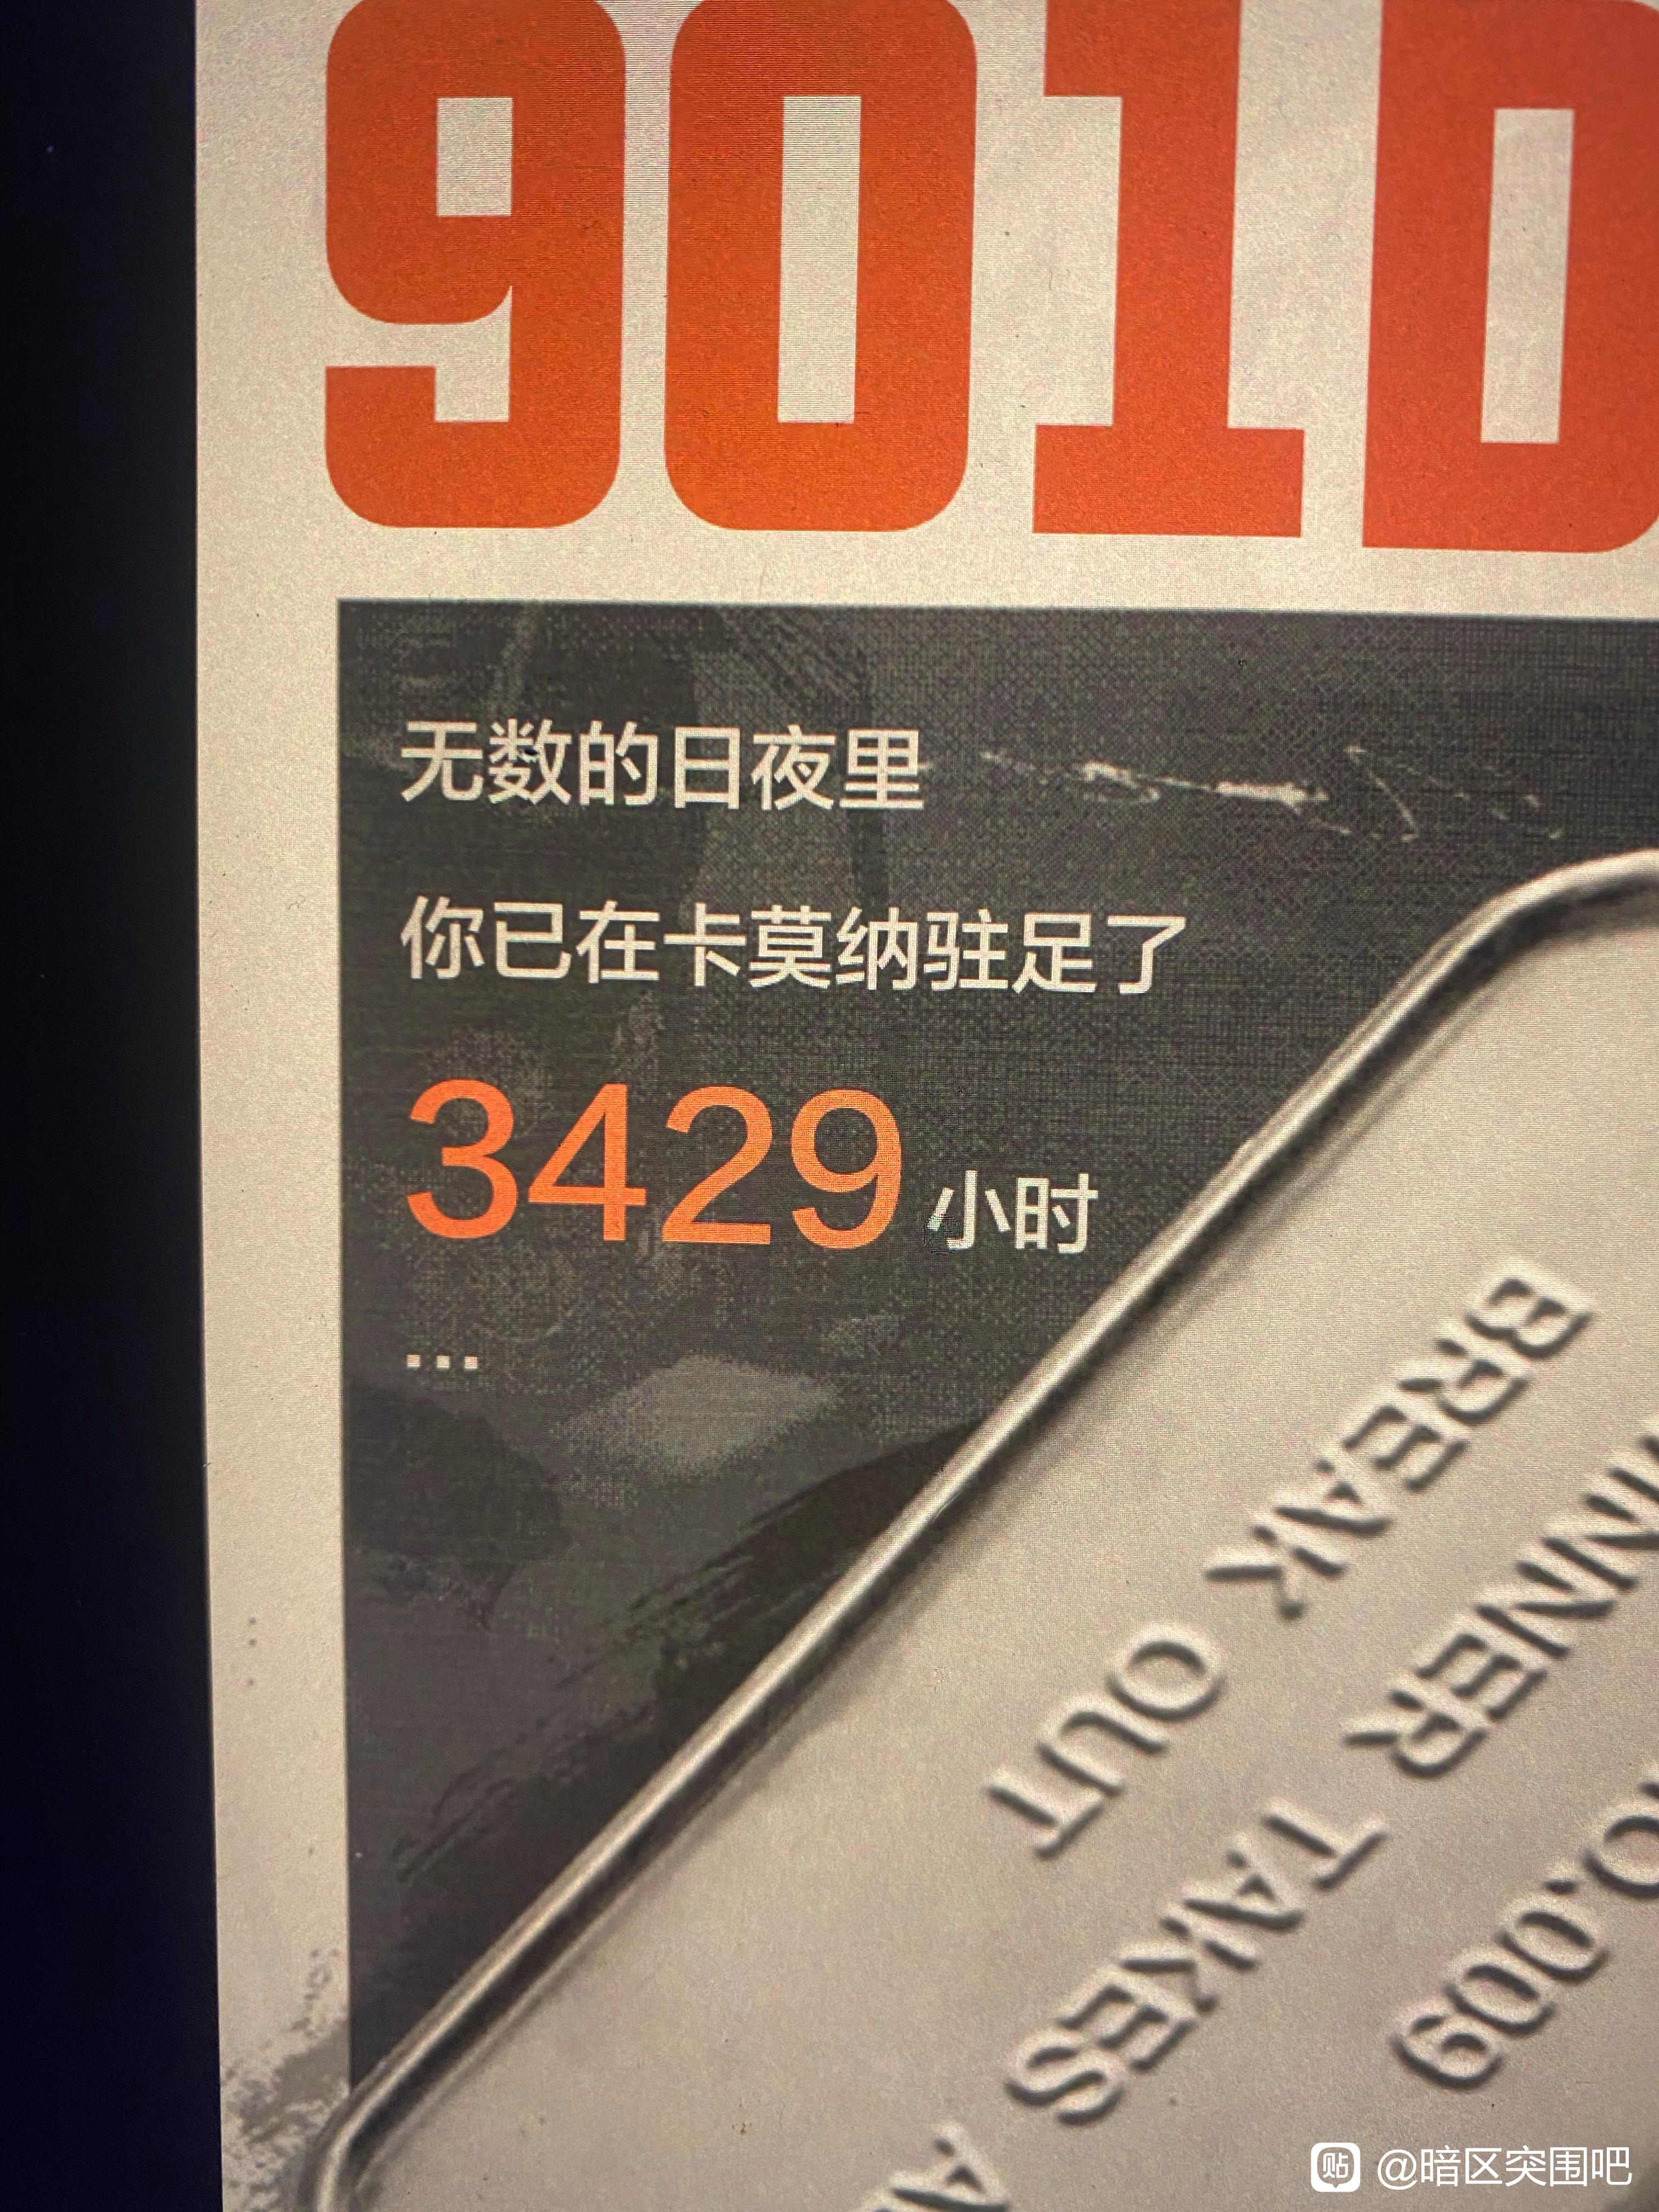 901D
无数的日夜里
你已在卡莫纳驻足了
3429 小时
...
BREAK OUT
TAKES
@暗区突围吧